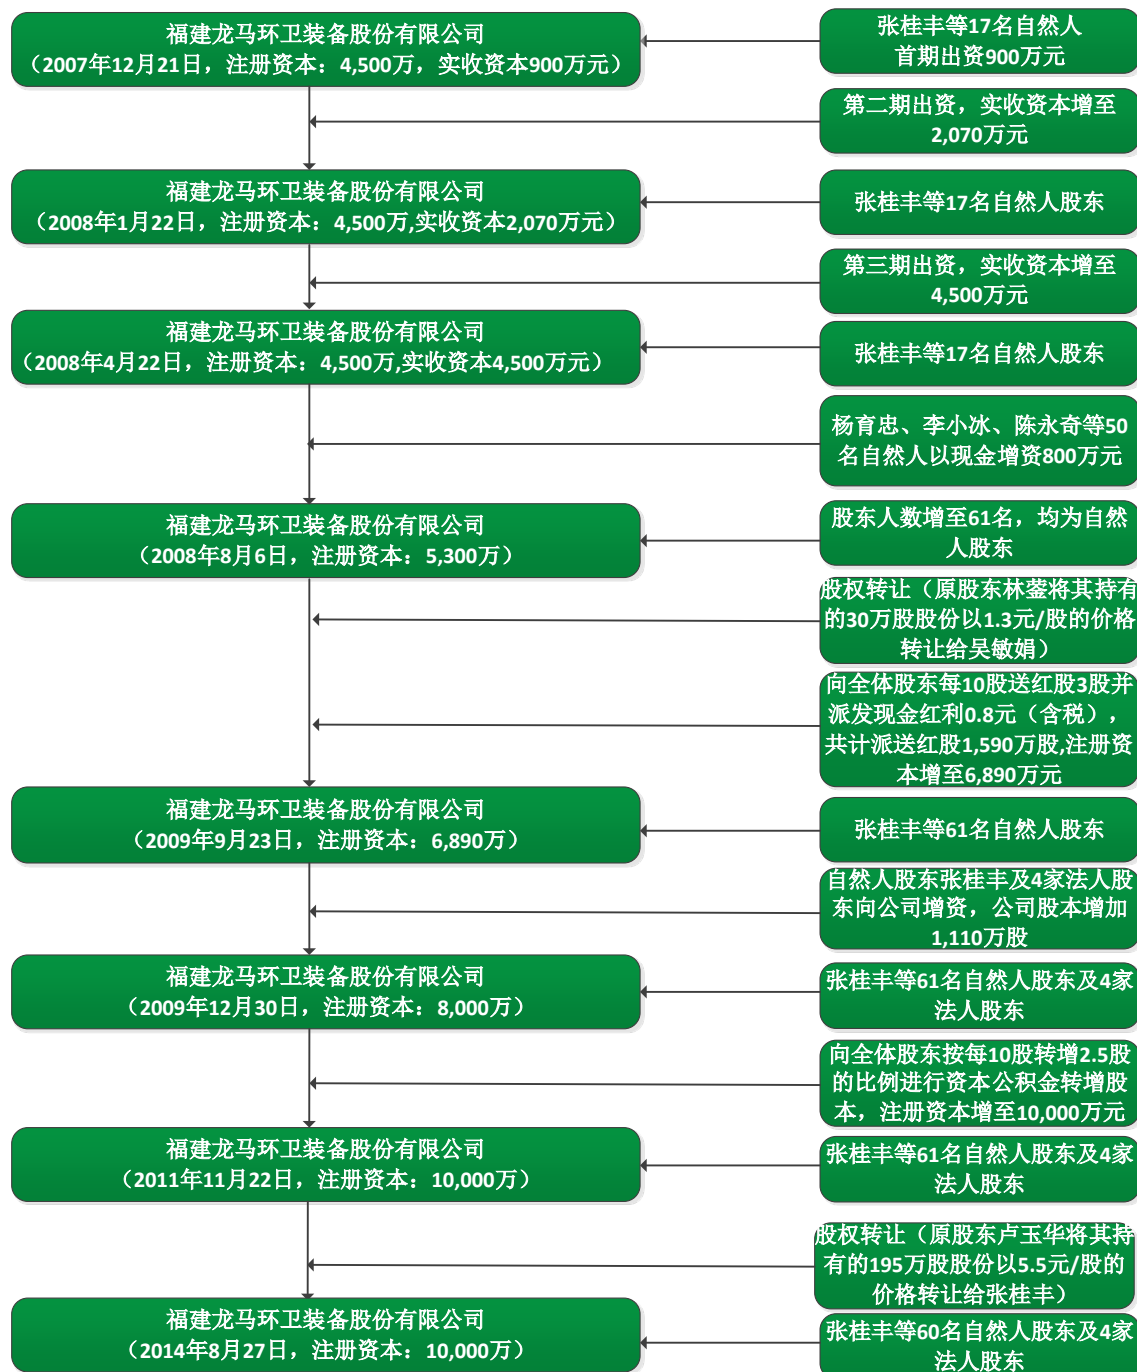 福建龙马环卫装备股份有限公司
（2007年12月21日，注册资本：4,500万，实收资本900万元）
张桂丰等17名自然人
首期出资900万元
第二期出资，实收资本增至
2,070万元
福建龙马环卫装备股份有限公司
（2008年1月22日，注册资本：4,500万,实收资本2,070万元）
张桂丰等17名自然人股东
第三期出资，实收资本增至
4,500万元
福建龙马环卫装备股份有限公司
（2008年4月22日，注册资本：4,500万,实收资本4,500万元）
张桂丰等17名自然人股东
杨育忠、李小冰、陈永奇等50
名自然人以现金增资800万元
福建龙马环卫装备股份有限公司
（2008年8月6日，注册资本：5,300万）
股东人数增至61名，均为自然
人股东
股权转让（原股东林蓥将其持有
的30万股股份以1.3元/股的价格
转让给吴敏娟）
向全体股东每10股送红股3股并
派发现金红利0.8元（含税），
共计派送红股1,590万股,注册资
本增至6,890万元
福建龙马环卫装备股份有限公司
（2009年9月23日，注册资本：6,890万）
张桂丰等61名自然人股东
自然人股东张桂丰及4家法人股
东向公司增资，公司股本增加
1,110万股
福建龙马环卫装备股份有限公司
（2009年12月30日，注册资本：8,000万）
张桂丰等61名自然人股东及4家
法人股东
向全体股东按每10股转增2.5股
的比例进行资本公积金转增股
本，注册资本增至10,000万元
福建龙马环卫装备股份有限公司
（2011年11月22日，注册资本：10,000万）
张桂丰等61名自然人股东及4家
法人股东
股权转让（原股东卢玉华将其持
有的195万股股份以5.5元/股的
价格转让给张桂丰）
福建龙马环卫装备股份有限公司
（2014年8月27日，注册资本：10,000万）
张桂丰等60名自然人股东及4家
法人股东